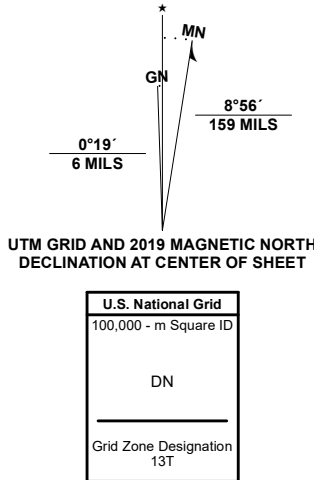 MN
GN
8°56´
159 MILS
0°19´
6 MILS
UTM GRID AND 2019 MAGNETIC NORTH
DECLINATION AT CENTER OF SHEET
U.S. National Grid
100,000 - m Square ID
DN
Grid Zone Designation
13T